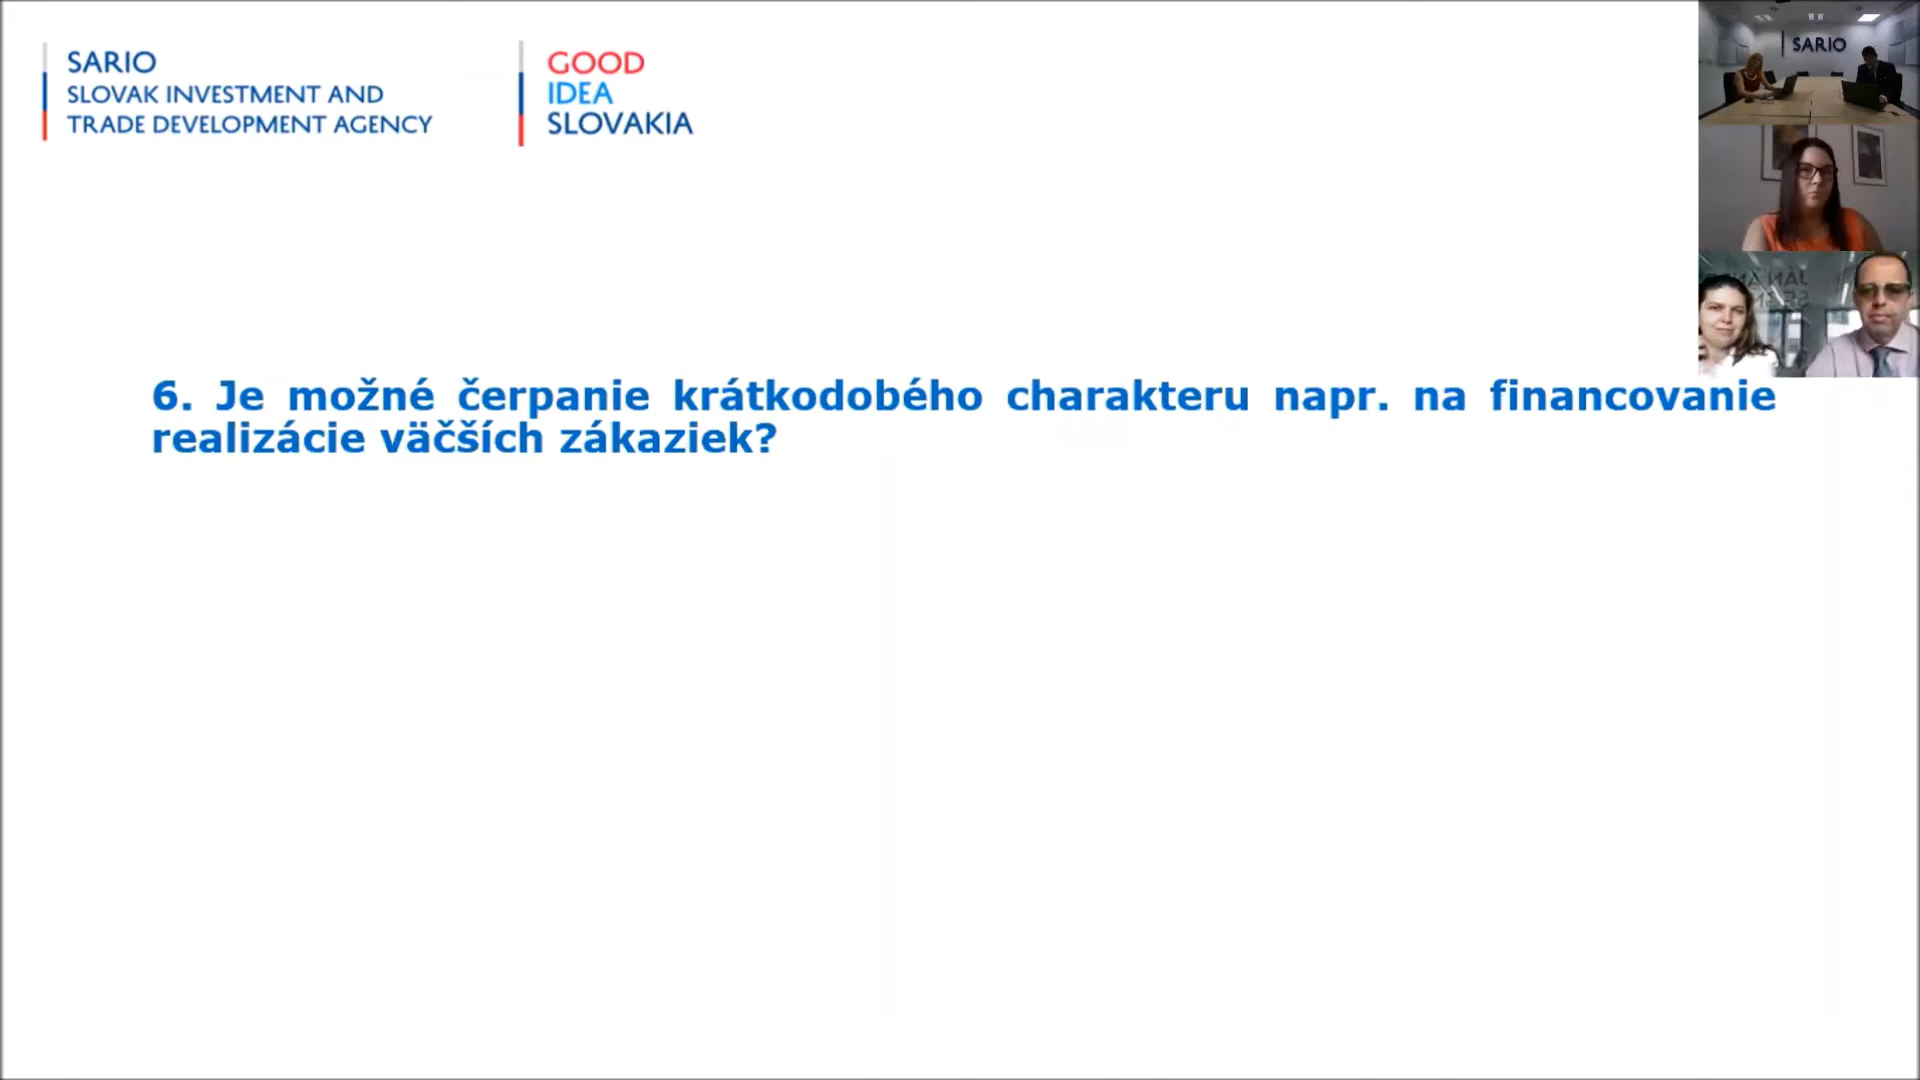 SARIO
SLOVAK INVESTMENT AND
TRADE DEVELOPMENT AGENCY
GOOD
IDEA
SLOVAKIA
SARIO
6. Je možné čerpanie krátkodobého charakteru napr. na financovanie
realizácie väčších zákaziek?